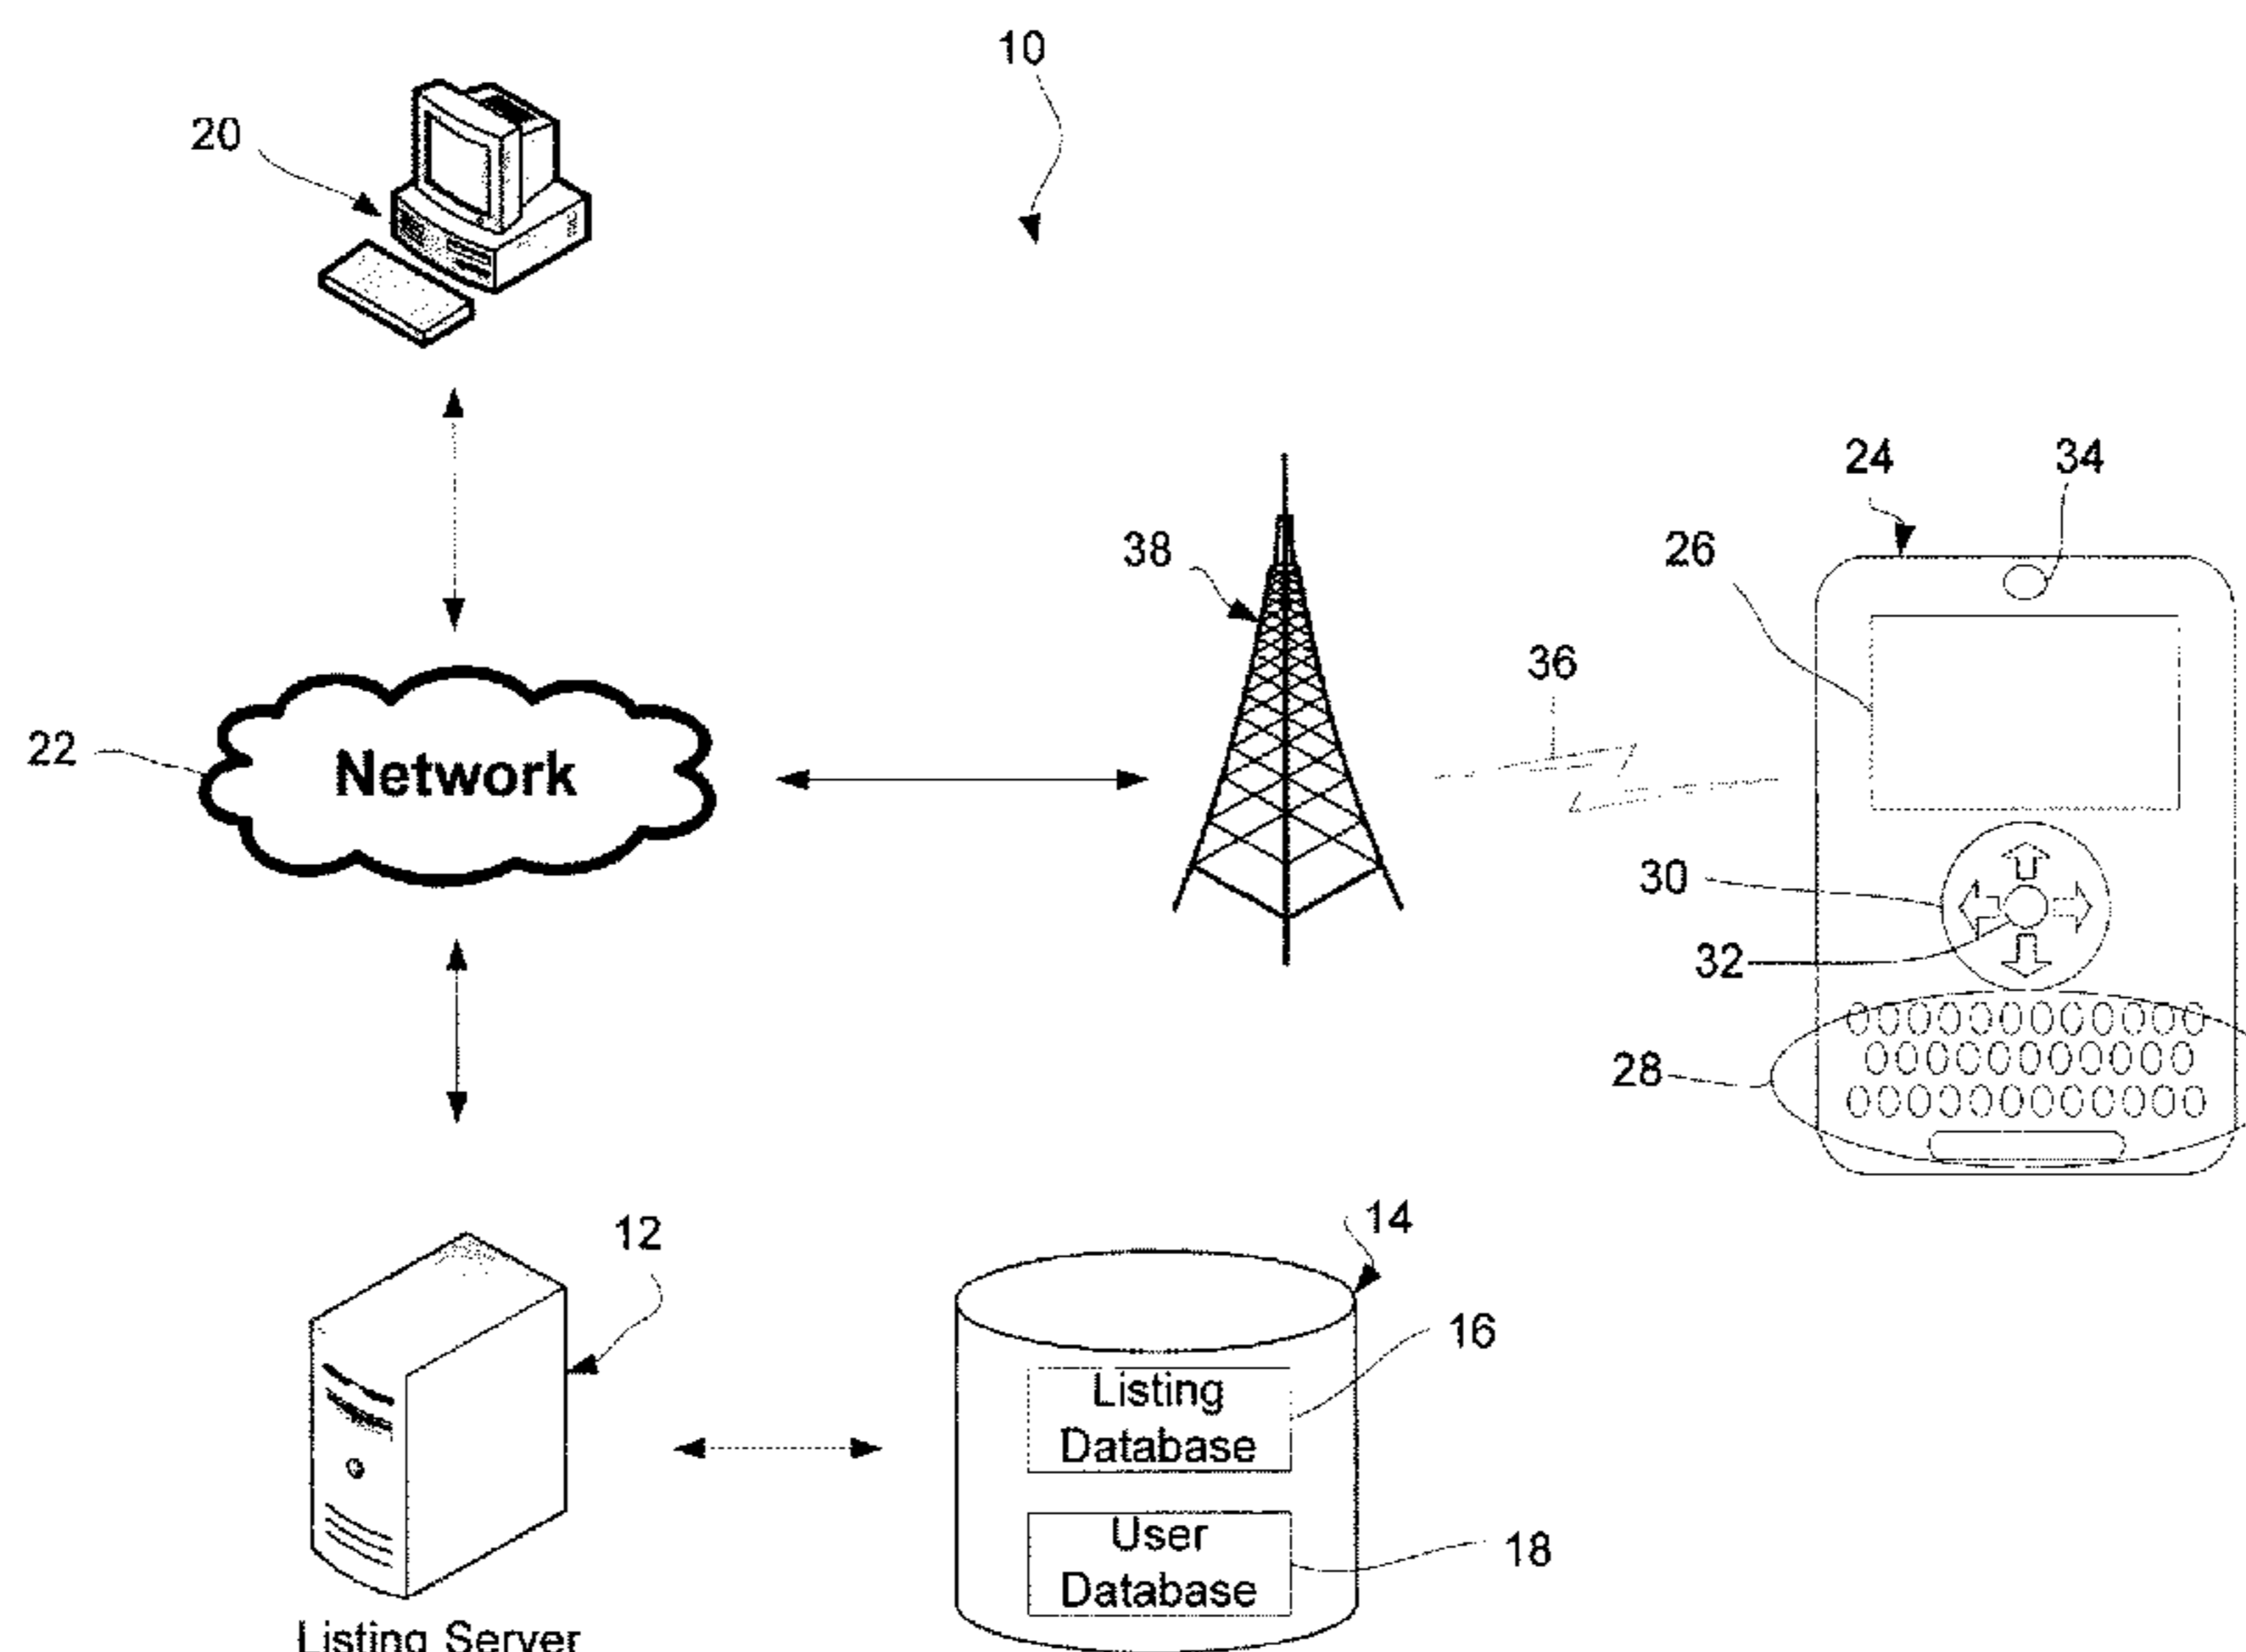 10
20
24
34
38
26
36
22
Network
30
32
28
12
14
16
Listing
Database
User
Database
18
Listing Server